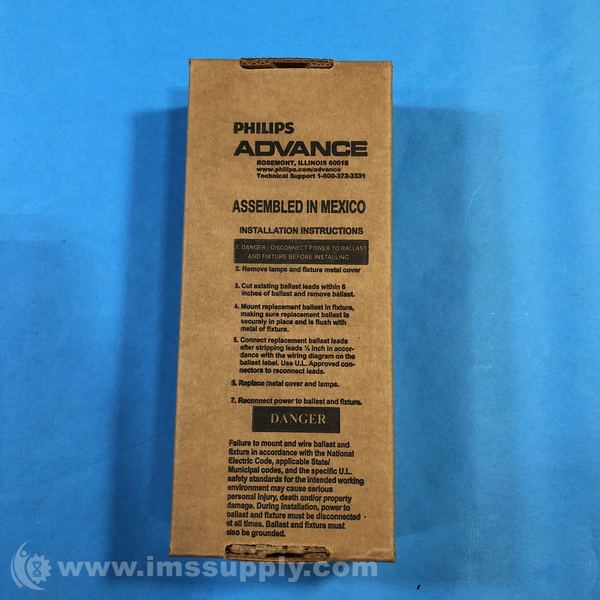 PHILIPS
ADVANCE
ROSEMONT, ILLINOIS 60018
www.philips.com/advance
Technical Support 1-800-372-3331
ASSEMBLED IN MEXICO
INSTALLATION INSTRUCTIONS
1. DANGER - DISCONNECT POWER TO BALLAST
AND FIXTURE BEFORE INSTALLING
2. Remove lamps and fixture metal cover
3. Cut existing ballast leads within 6
inches of ballast and remove ballast.
4. Mount replacement ballast in fixture,
making sure replacement ballast is
securely in place and is flush with
metal of fixture.
5. Connect replacement ballast leads
after stripping leads ½ inch in accor-
dance with the wiring diagram on the
ballast label. Use U.L. Approved con-
nectors to reconnect leads.
6. Replace metal cover and lamps.
7. Reconnect power to ballast and fixture.
DANGER
Failure to mount and wire ballast and
fixture in accordance with the National
Electric Code, applicable State/
Municipal codes, and the specific U.L.
safety standards for the intended working
environment may cause serious
personal injury, death and/or property
damage. During installation, power to
ballast and fixture must be disconnected
at all times. Ballast and fixture must
also be grounded.
www.imssupply.com/